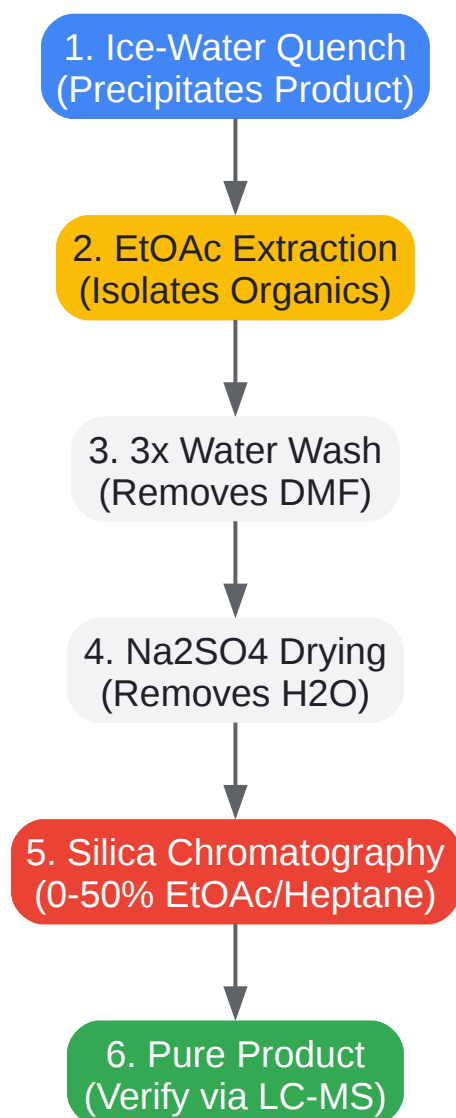 1. Ice-Water Quench
(Precipitates Product)
2. EtOAc Extraction
(Isolates Organics)
3. 3x Water Wash
(Removes DMF)
4. Na2SO4 Drying
(Removes H2O)
5. Silica Chromatography
(0-50% EtOAc/Heptane)
6. Pure Product
(Verify via LC-MS)